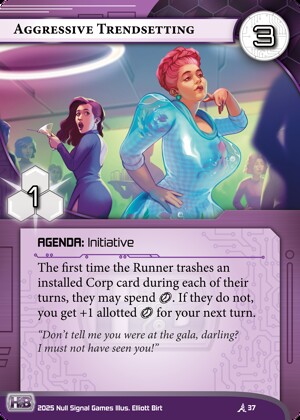 Aggressive Trendsetting
3
1
AGENDA: Initiative
The first time the Runner trashes an
installed Corp card during each of their
turns, they may spend . If they do not,
you get +1 allotted for your next turn.
“Don’t tell me you were at the gala, darling?
I must not have seen you!”
HB 2025 Null Signal Games Illus. Elliott Birt 37